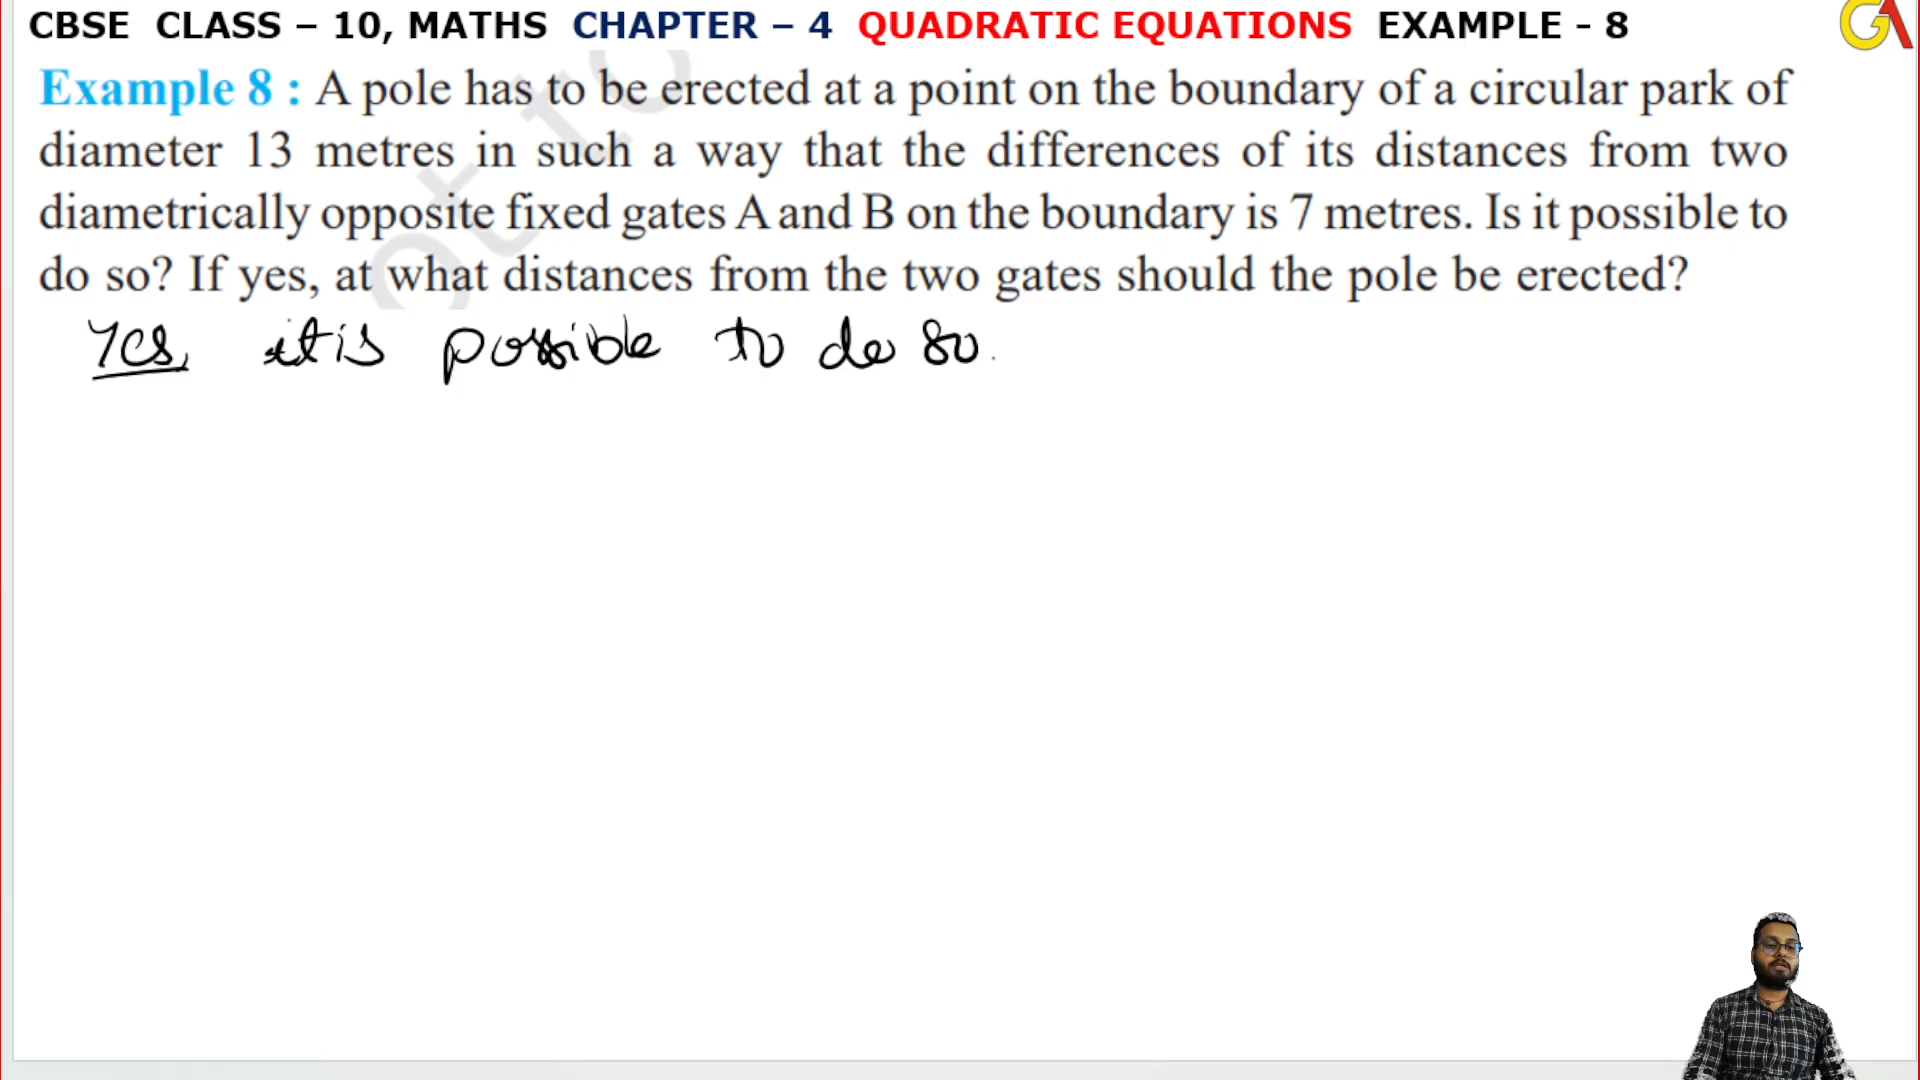 CBSE CLASS – 10, MATHS CHAPTER – 4 QUADRATIC EQUATIONS EXAMPLE - 8
GA
Example 8 : A pole has to be erected at a point on the boundary of a circular park of
diameter 13 metres in such a way that the differences of its distances from two
diametrically opposite fixed gates A and B on the boundary is 7 metres. Is it possible to
do so? If yes, at what distances from the two gates should the pole be erected?
Yes, it is possible to do so.